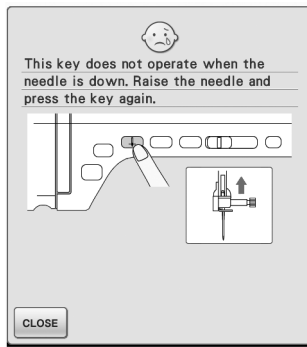 This key does not operate when the
needle is down. Raise the needle and
press the key again.
CLOSE